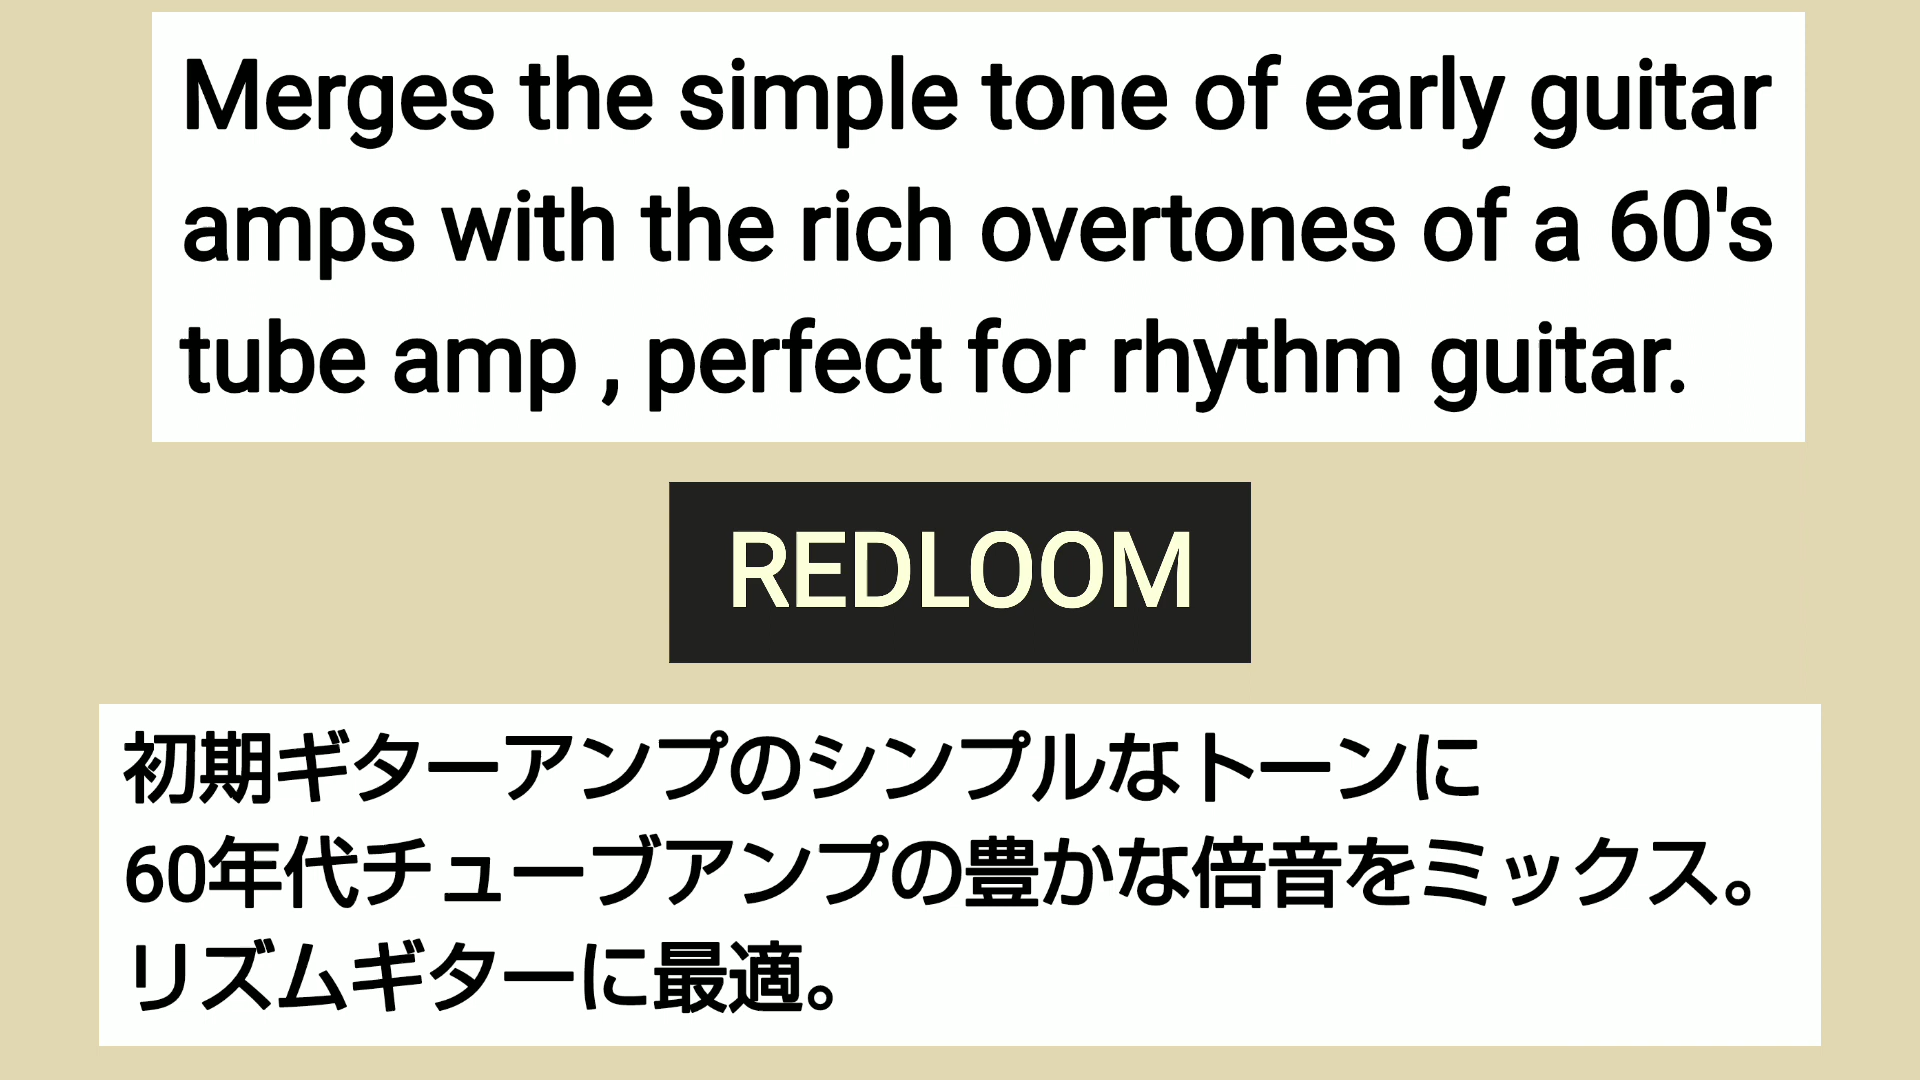 Merges the simple tone of early guitar
amps with the rich overtones of a 60's
tube amp , perfect for rhythm guitar.
REDLOOM
初期ギターアンプのシンプルなトーンに
60年代チューブアンプの豊かな倍音をミックス。
リズムギターに最適。